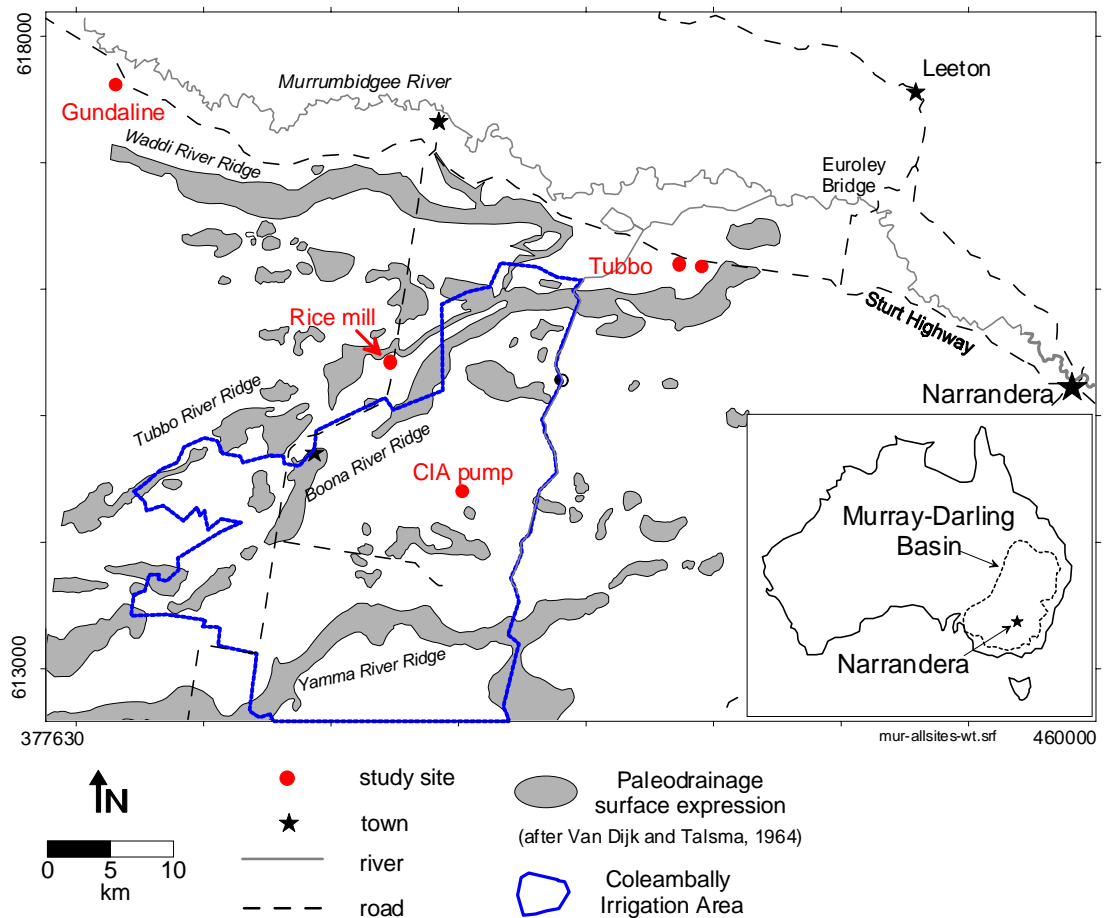 618000
Leeton
Murrumbidgee River
Gundaline
Waddi River Ridge
Euroley
Bridge
Tubbo
Rice mill
Sturt Highway
Narrandera
Tubbo River Ridge
Boona River Ridge
CIA pump
Murray-Darling
Basin
Narrandera
Yamma River Ridge
613000
377630
mur-allsites-wt.srf
460000
N
0 5 10
km
study site
town
river
road
Paleodrainage
surface expression
(after Van Dijk and Talsma, 1964)
Coleambally
Irrigation Area